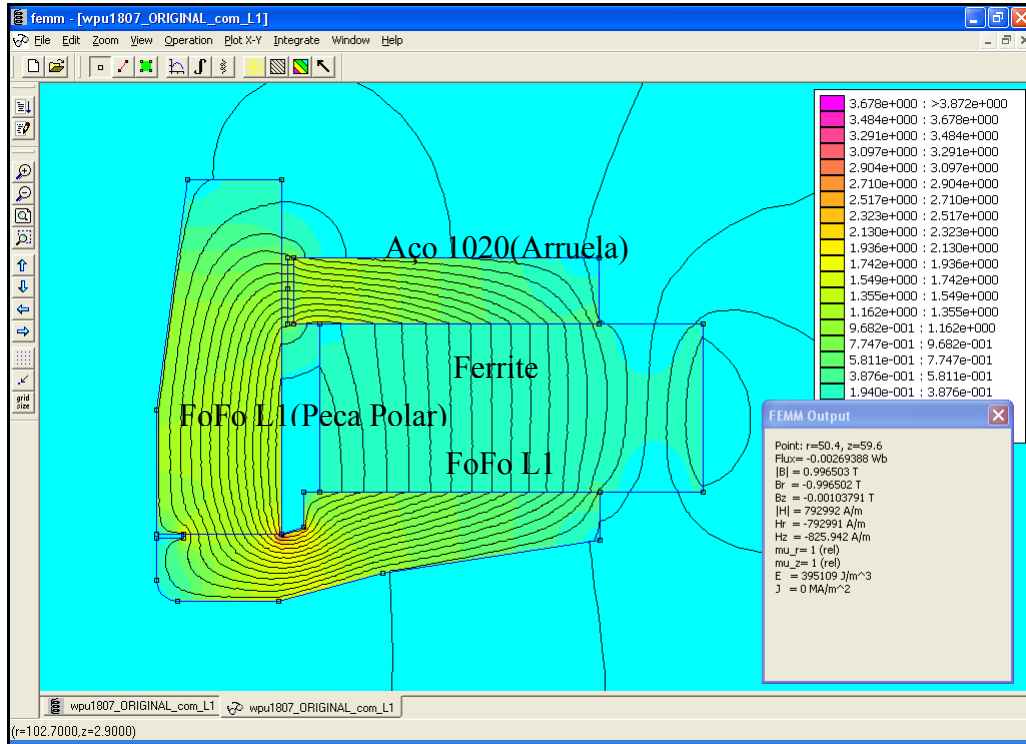 femm - [wpu1807_ORIGINAL_com_L1]
File Edit Zoom View Operation Plot X-Y Integrate Window Help
grid size
3.678e+000 : >3.872e+000
3.484e+000 : 3.678e+000
3.291e+000 : 3.484e+000
3.097e+000 : 3.291e+000
2.904e+000 : 3.097e+000
2.710e+000 : 2.904e+000
2.517e+000 : 2.710e+000
2.323e+000 : 2.517e+000
2.130e+000 : 2.323e+000
1.936e+000 : 2.130e+000
1.742e+000 : 1.936e+000
1.549e+000 : 1.742e+000
1.355e+000 : 1.549e+000
1.162e+000 : 1.355e+000
9.682e-001 : 1.162e+000
7.747e-001 : 9.682e-001
5.811e-001 : 7.747e-001
3.876e-001 : 5.811e-001
1.940e-001 : 3.876e-001
Aço 1020(Arruela)
Ferrite
FoFo L1(Peca Polar)
FoFo L1
FEMM Output
Point: r=50.4, z=59.6
Flux= -0.00269388 Wb
|B| = 0.996503 T
Br = -0.996502 T
Bz = -0.00103791 T
|H| = 792992 A/m
Hr = -792991 A/m
Hz = -825.942 A/m
mu_r= 1 (rel)
mu_z= 1 (rel)
E = 395109 J/m^3
J = 0 MA/m^2
wpu1807_ORIGINAL_com_L1 wpu1807_ORIGINAL_com_L1
(r=102.7000,z=2.9000)